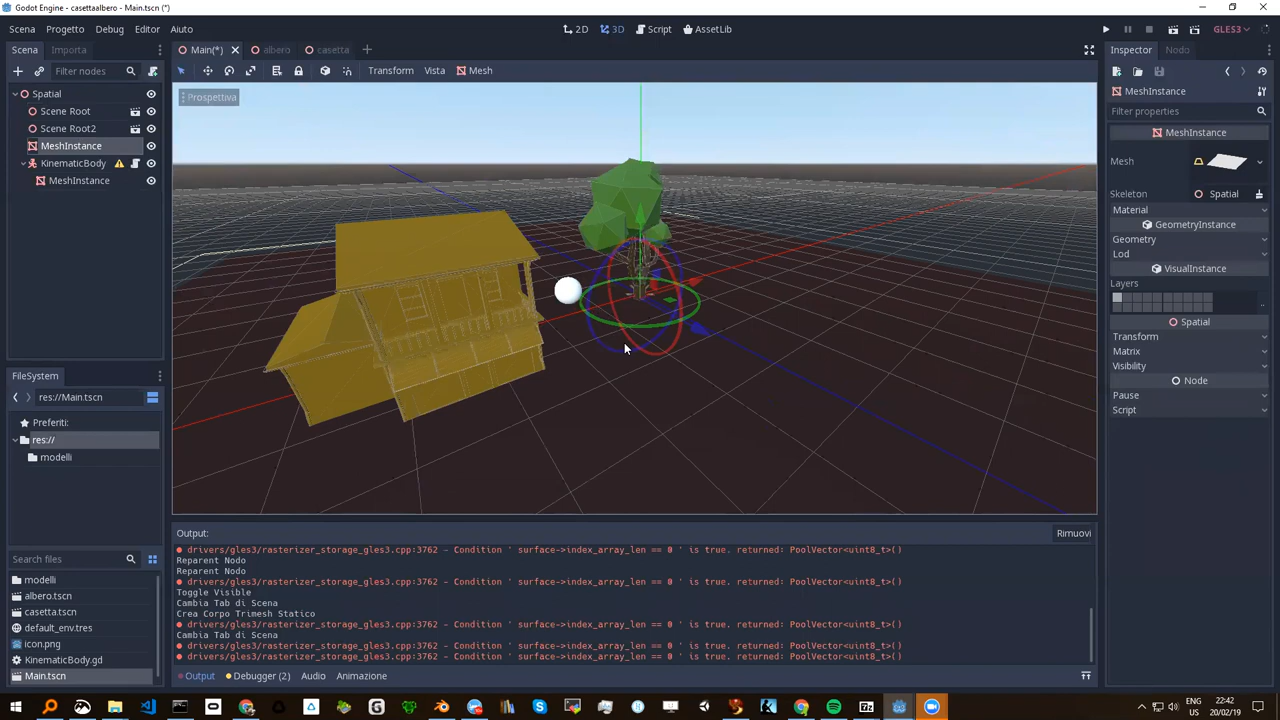 Godot Engine - casettaalbero - Main.tscn (*)
Scena Progetto Debug Editor Aiuto
2D 3D Script AssetLib
GLES3
Scena Importa
Main(*) albero casetta
Inspector Nodo
Filter nodes
Transform Vista Mesh
MeshInstance
Filter properties
Spatial
Scene Root
Scene Root2
MeshInstance
KinematicBody
MeshInstance
Prospettiva
MeshInstance
Mesh
Skeleton Spatial
Material
GeometryInstance
Geometry
Lod
VisualInstance
Layers
Spatial
Transform
Matrix
Visibility
Node
Pause
Script
FileSystem
res://Main.tscn
Preferiti:
res://
modelli
Search files
modelli
albero.tscn
casetta.tscn
default_env.tres
icon.png
KinematicBody.gd
Main.tscn
Output:
Rimuovi
drivers/gles3/rasterizer_storage_gles3.cpp:3762 - Condition ' surface->index_array_len == 0 ' is true. returned: PoolVector<uint8_t>()
Reparent Nodo
Reparent Nodo
drivers/gles3/rasterizer_storage_gles3.cpp:3762 - Condition ' surface->index_array_len == 0 ' is true. returned: PoolVector<uint8_t>()
Toggle Visible
Cambia Tab di Scena
Crea Corpo Trimesh Statico
drivers/gles3/rasterizer_storage_gles3.cpp:3762 - Condition ' surface->index_array_len == 0 ' is true. returned: PoolVector<uint8_t>()
Cambia Tab di Scena
drivers/gles3/rasterizer_storage_gles3.cpp:3762 - Condition ' surface->index_array_len == 0 ' is true. returned: PoolVector<uint8_t>()
drivers/gles3/rasterizer_storage_gles3.cpp:3762 - Condition ' surface->index_array_len == 0 ' is true. returned: PoolVector<uint8_t>()
Output Debugger (2) Audio Animazione
ENG
US
22:42
20/02/19